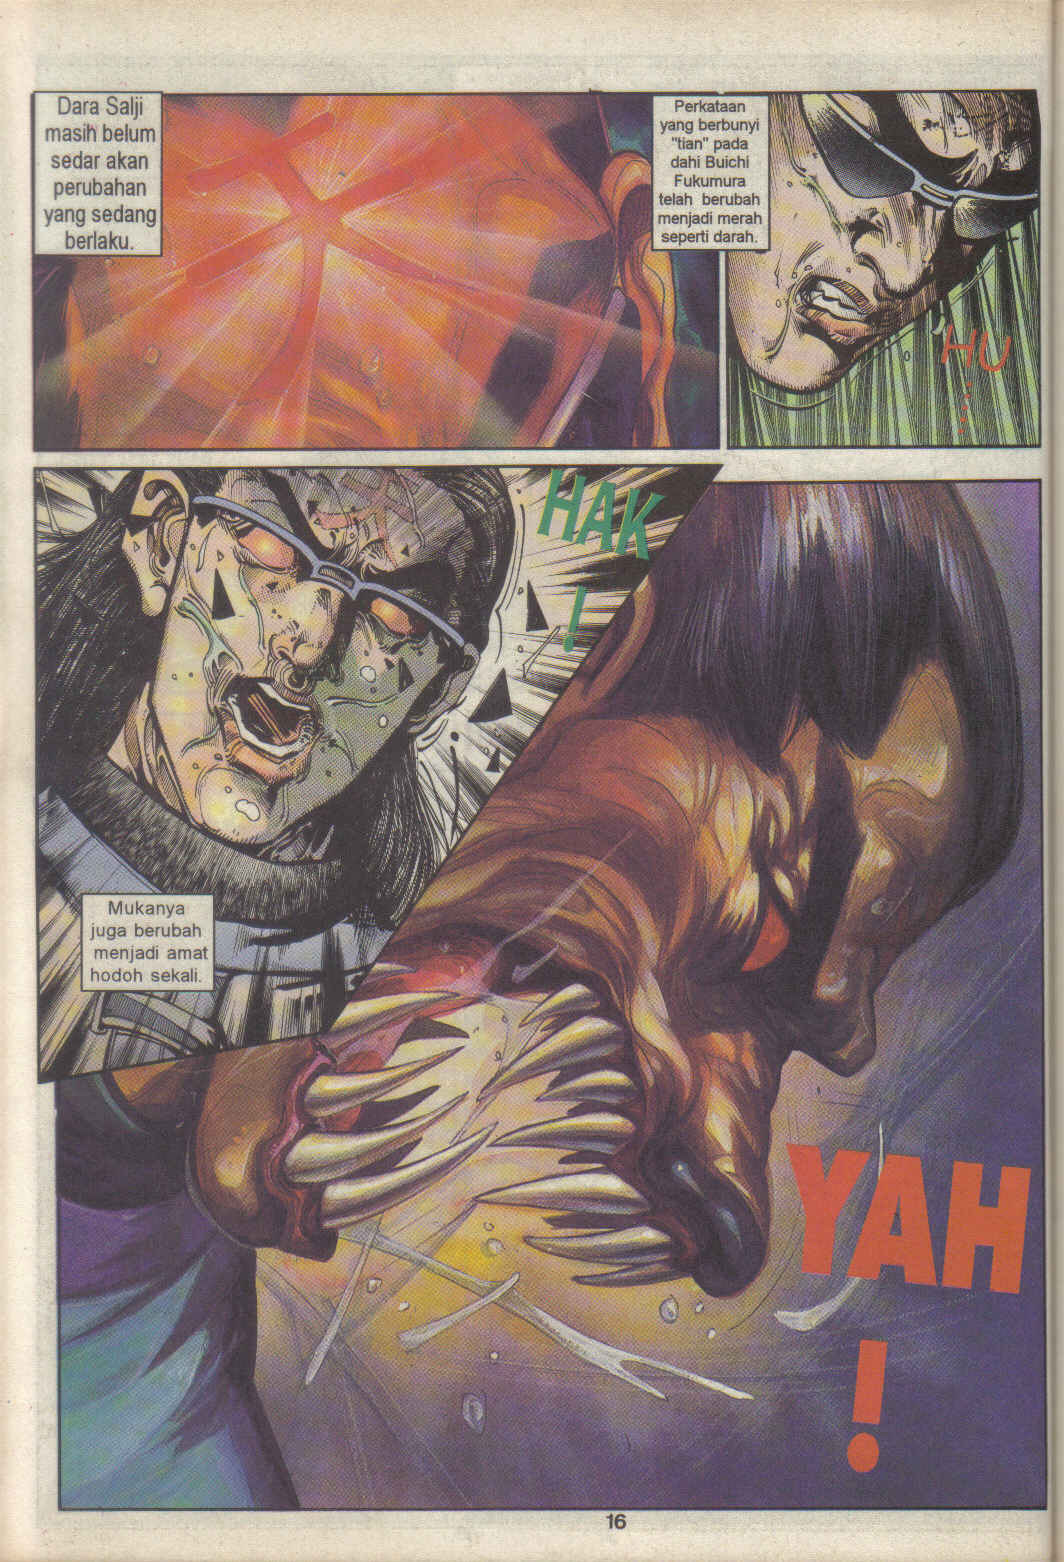 Dara Salji
masih belum
sedar akan
perubahan
yang sedang
berlaku.
Perkataan
yang berbunyi
"tian" pada
dahi Buichi
Fukumura
telah berubah
menjadi merah
seperti darah.
HU
....
HAK
!
Mukanya
juga berubah
menjadi amat
hodoh sekali.
YAH
!
16